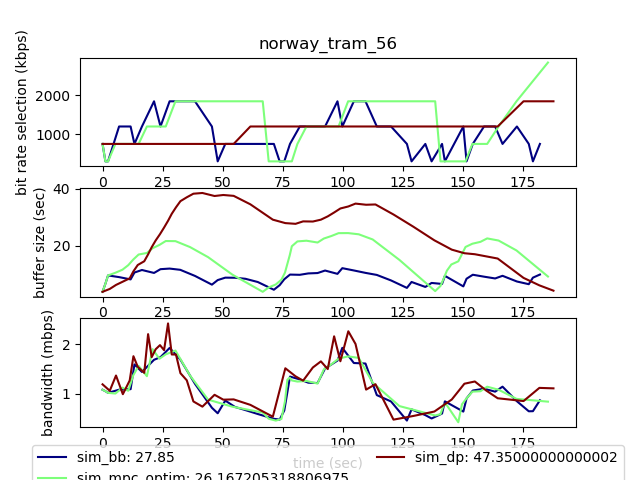 norway_tram_56
bit rate selection (kbps)
2000
1000
0 25 50 75 100 125 150 175
buffer size (sec)
40
20
0 25 50 75 100 125 150 175
bandwidth (mbps)
2
1
0 25 50 75 100 125 150 175
time (sec)
sim_bb: 27.85
sim_mpc_optim: 26.167205318806975
sim_dp: 47.35000000000002